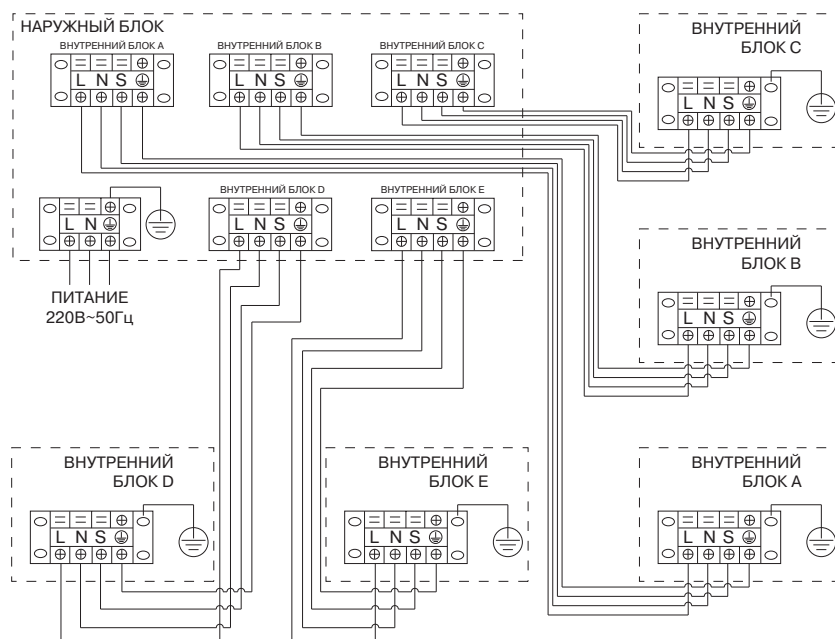 НАРУЖНЫЙ БЛОК
ВНУТРЕННИЙ БЛОК A
ВНУТРЕННИЙ БЛОК B
ВНУТРЕННИЙ БЛОК C
L N S
L N S
L N S
ВНУТРЕННИЙ
БЛОК C
L N S
ВНУТРЕННИЙ БЛОК D
ВНУТРЕННИЙ БЛОК E
L N
L N S
L N S
ПИТАНИЕ
220В~50Гц
ВНУТРЕННИЙ
БЛОК B
L N S
ВНУТРЕННИЙ
БЛОК D
L N S
ВНУТРЕННИЙ
БЛОК E
L N S
ВНУТРЕННИЙ
БЛОК A
L N S